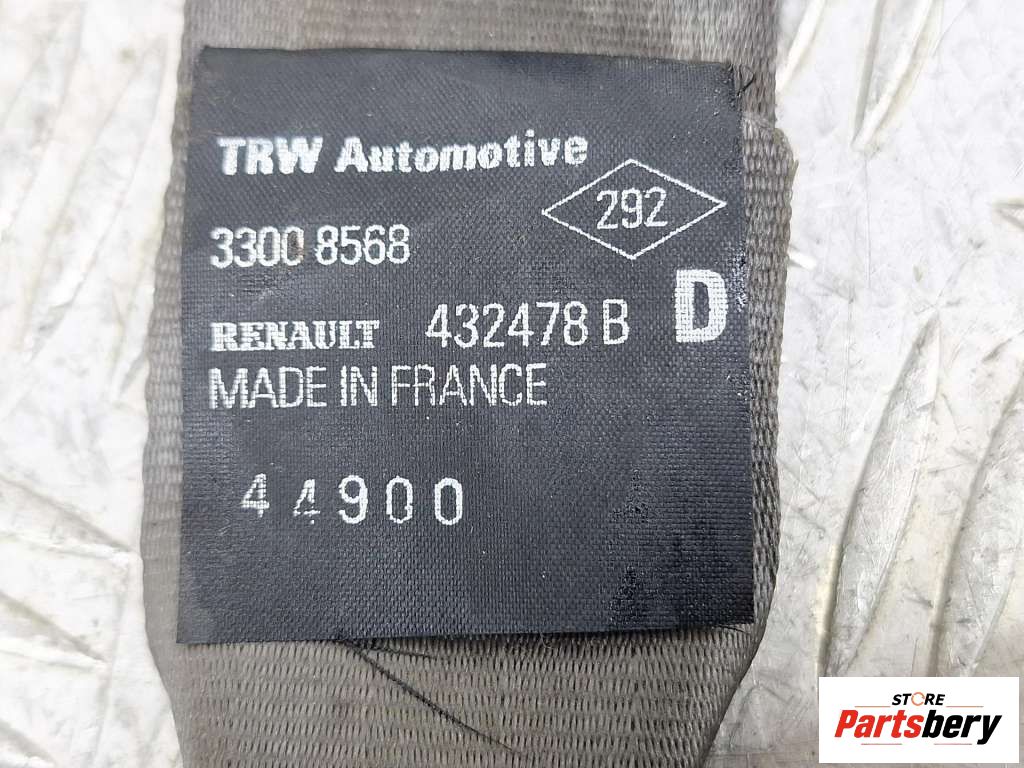 TRW Automotive
292
3300 8568
D
RENAULT 432478 B
MADE IN FRANCE
44900
STORE
Partsbery